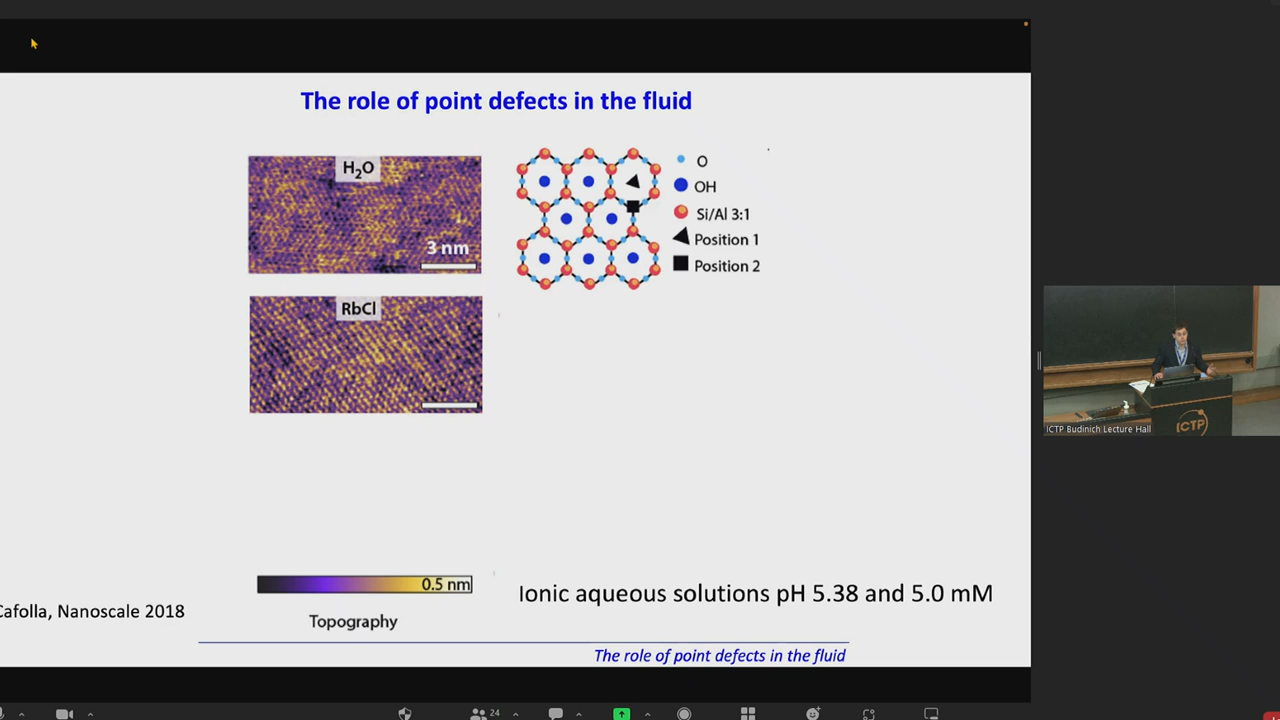 The role of point defects in the fluid
H₂O
3 nm
RbCl
O
OH
Si/Al 3:1
Position 1
Position 2
0.5 nm
Topography
Ionic aqueous solutions pH 5.38 and 5.0 mM
Cafolla, Nanoscale 2018
The role of point defects in the fluid
ICTP
ICTP Budinich Lecture Hall
24